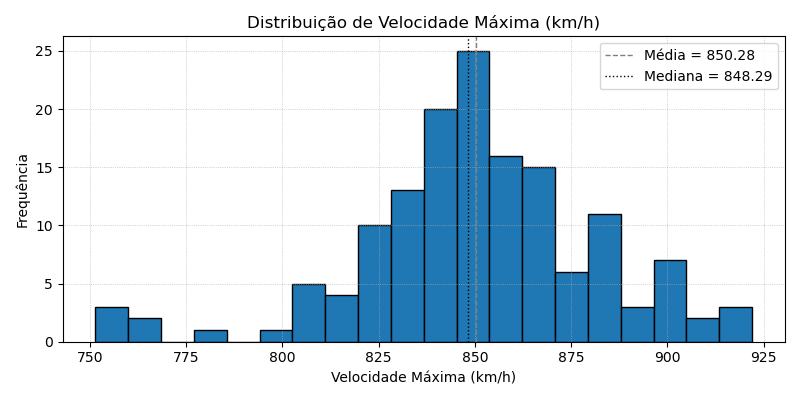 Distribuição de Velocidade Máxima (km/h)
Média = 850.28
Mediana = 848.29
Frequência
25
20
15
10
5
0
750
775
800
825
850
875
900
925
Velocidade Máxima (km/h)